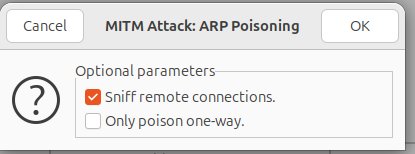 Cancel MITM Attack: ARP Poisoning OK
Optional parameters
?
Sniff remote connections.
Only poison one-way.